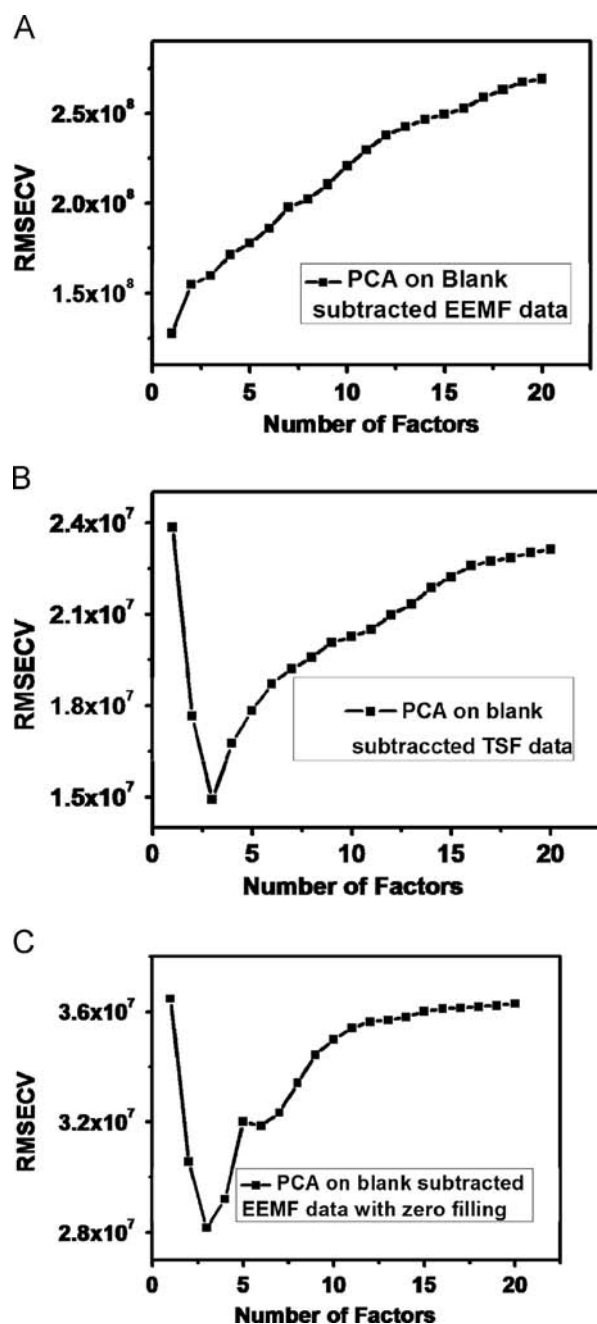 A
2.5x10⁸
2.0x10⁸
1.5x10⁸
RMSECV
PCA on Blank
subtracted EEMF data
0 5 10 15 20
Number of Factors
B
2.4x10⁷
2.1x10⁷
1.8x10⁷
1.5x10⁷
RMSECV
PCA on blank
subtraccted TSF data
0 5 10 15 20
Number of Factors
C
3.6x10⁷
3.2x10⁷
2.8x10⁷
RMSECV
PCA on blank subtracted
EEMF data with zero filling
0 5 10 15 20
Number of Factors